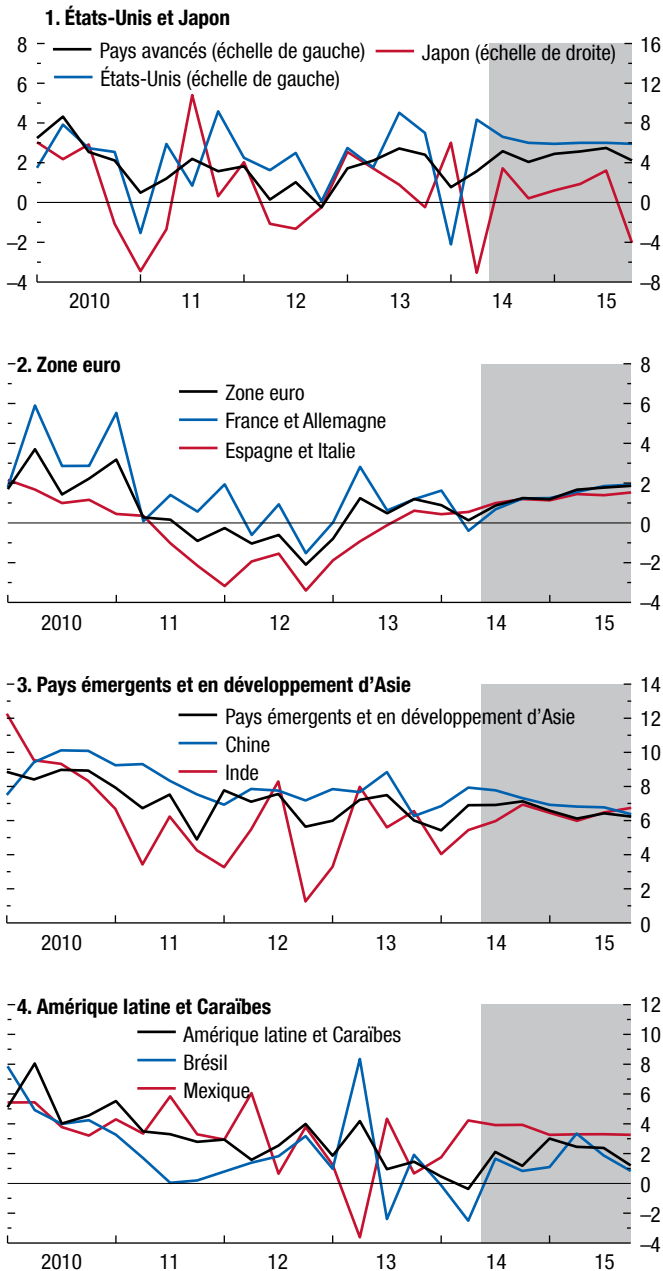 1. États-Unis et Japon
Pays avancés (échelle de gauche)
Japon (échelle de droite)
États-Unis (échelle de gauche)
8
6
4
2
0
–2
–4
16
12
8
4
0
–4
–8
2010 11 12 13 14 15
2. Zone euro
Zone euro
France et Allemagne
Espagne et Italie
8
6
4
2
0
–2
–4
2010 11 12 13 14 15
3. Pays émergents et en développement d’Asie
Pays émergents et en développement d’Asie
Chine
Inde
14
12
10
8
6
4
2
0
2010 11 12 13 14 15
4. Amérique latine et Caraïbes
Amérique latine et Caraïbes
Brésil
Mexique
12
10
8
6
4
2
0
–2
–4
2010 11 12 13 14 15